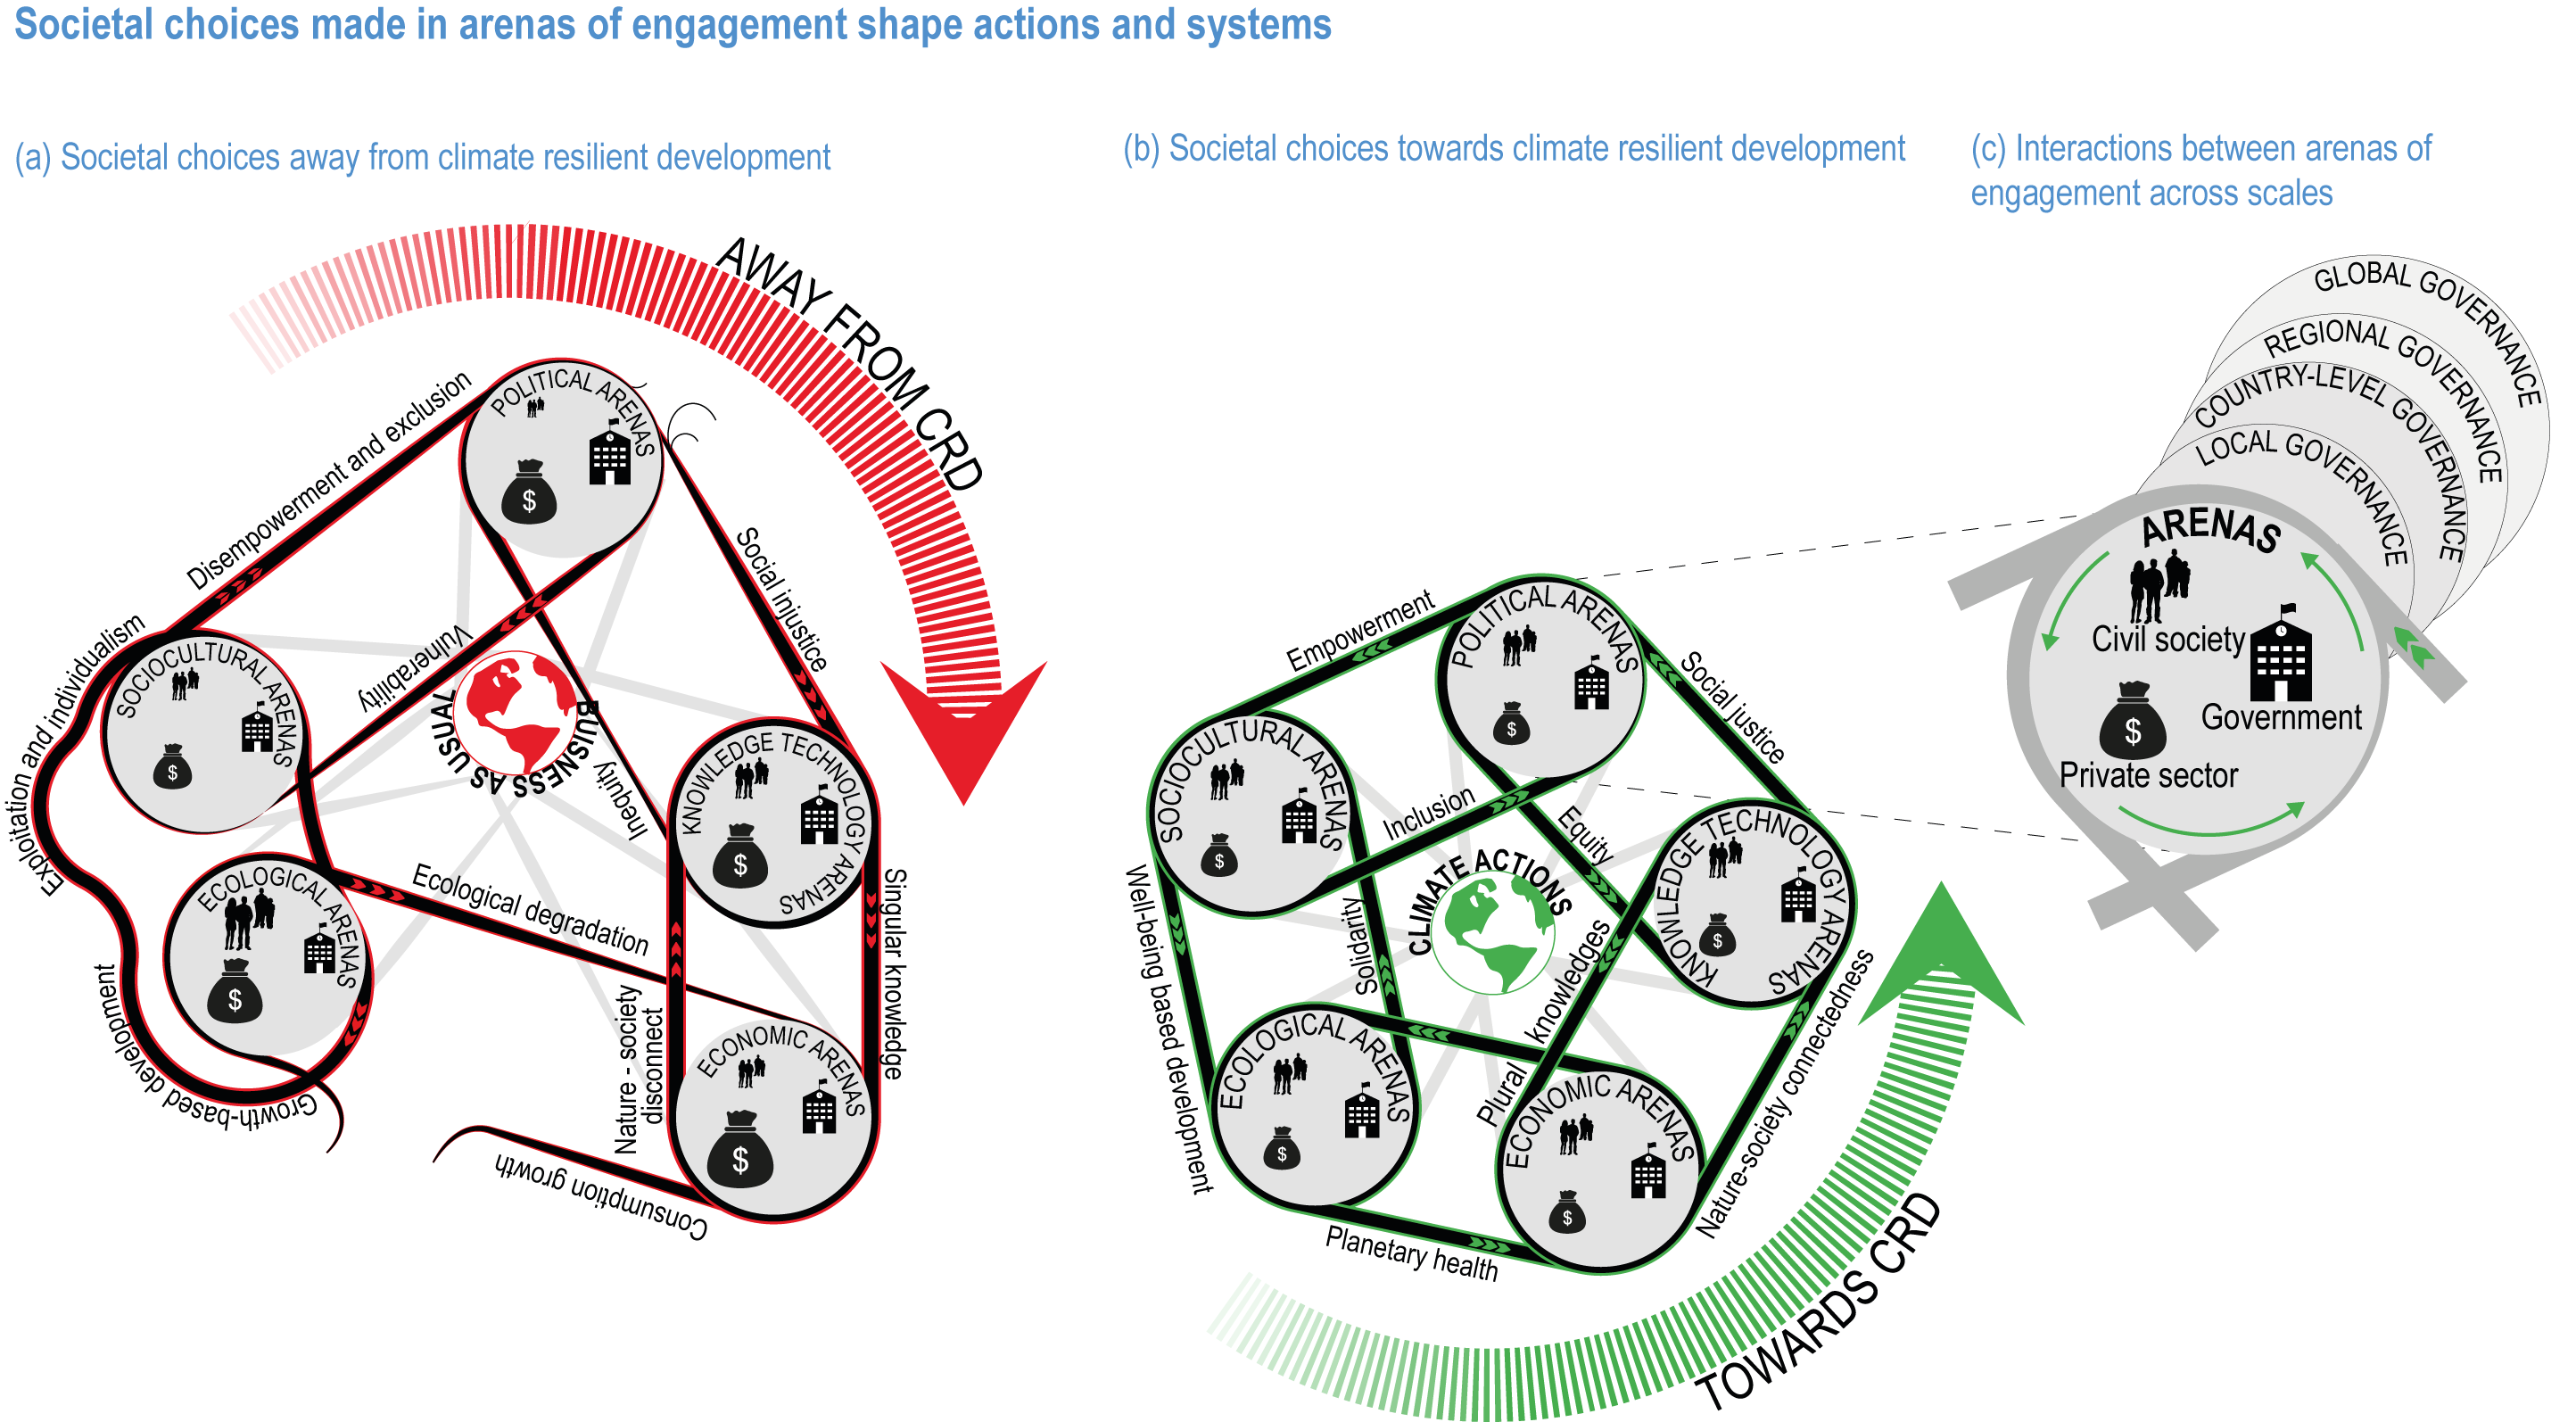 Societal choices made in arenas of engagement shape actions and systems
(a) Societal choices away from climate resilient development
AWAY FROM CRD
POLITICAL ARENAS
$
Disempowerment and exclusion
Social injustice
Vulnerability
Inequity
Exploitation and individualism
SOCIOCULTURAL ARENAS
$
BUISNESS AS USUAL
KNOWLEDGE TECHNOLOGY ARENAS
$
ECOLOGICAL ARENAS
$
Ecological degradation
Singular knowledge
Nature - society
disconnect
Growth-based development
ECONOMIC ARENAS
$
Consumption growth
(b) Societal choices towards climate resilient development
Empowerment
POLITICAL ARENAS
$
Social justice
SOCIOCULTURAL ARENAS
$
Inclusion
Equity
CLIMATE ACTIONS
KNOWLEDGE TECHNOLOGY ARENAS
$
Well-being based development
Solidarity
Plural knowledges
Nature-society connectedness
ECOLOGICAL ARENAS
$
ECONOMIC ARENAS
$
Planetary health
TOWARDS CRD
(c) Interactions between arenas of
engagement across scales
GLOBAL GOVERNANCE
REGIONAL GOVERNANCE
COUNTRY-LEVEL GOVERNANCE
LOCAL GOVERNANCE
ARENAS
Civil society
Government
$
Private sector